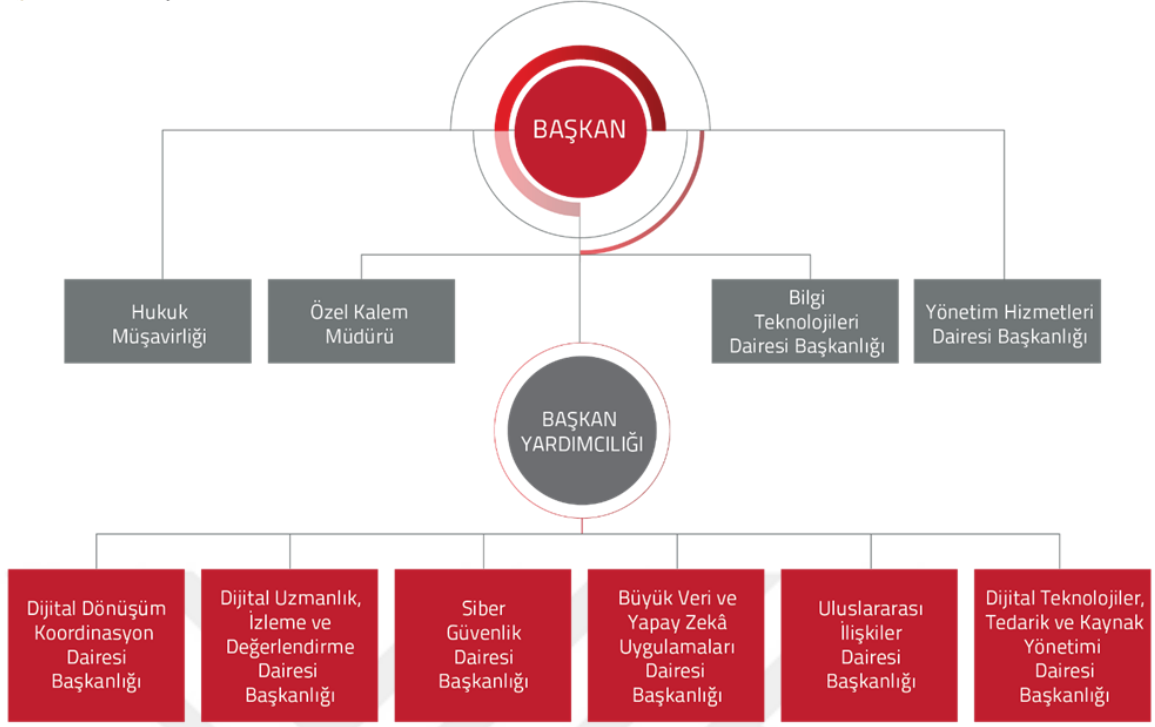 BAŞKAN
Hukuk
Müşavirliği
Özel Kalem
Müdürü
Bilgi
Teknolojileri
Dairesi Başkanlığı
Yönetim Hizmetleri
Dairesi Başkanlığı
BAŞKAN
YARDIMCILIĞI
Dijital Dönüşüm
Koordinasyon
Dairesi
Başkanlığı
Dijital Uzmanlık,
İzleme ve
Değerlendirme
Dairesi
Başkanlığı
Siber
Güvenlik
Dairesi
Başkanlığı
Büyük Veri ve
Yapay Zekâ
Uygulamaları
Dairesi
Başkanlığı
Uluslararası
İlişkiler
Dairesi
Başkanlığı
Dijital Teknolojiler,
Tedarik ve Kaynak
Yönetimi
Dairesi
Başkanlığı